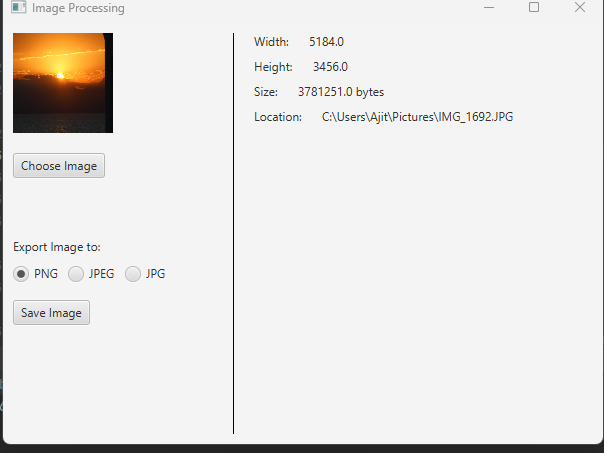 Image Processing
Width: 5184.0
Height: 3456.0
Size: 3781251.0 bytes
Location: C:\Users\Ajit\Pictures\IMG_1692.JPG
Choose Image
Export Image to:
PNG JPEG JPG
Save Image